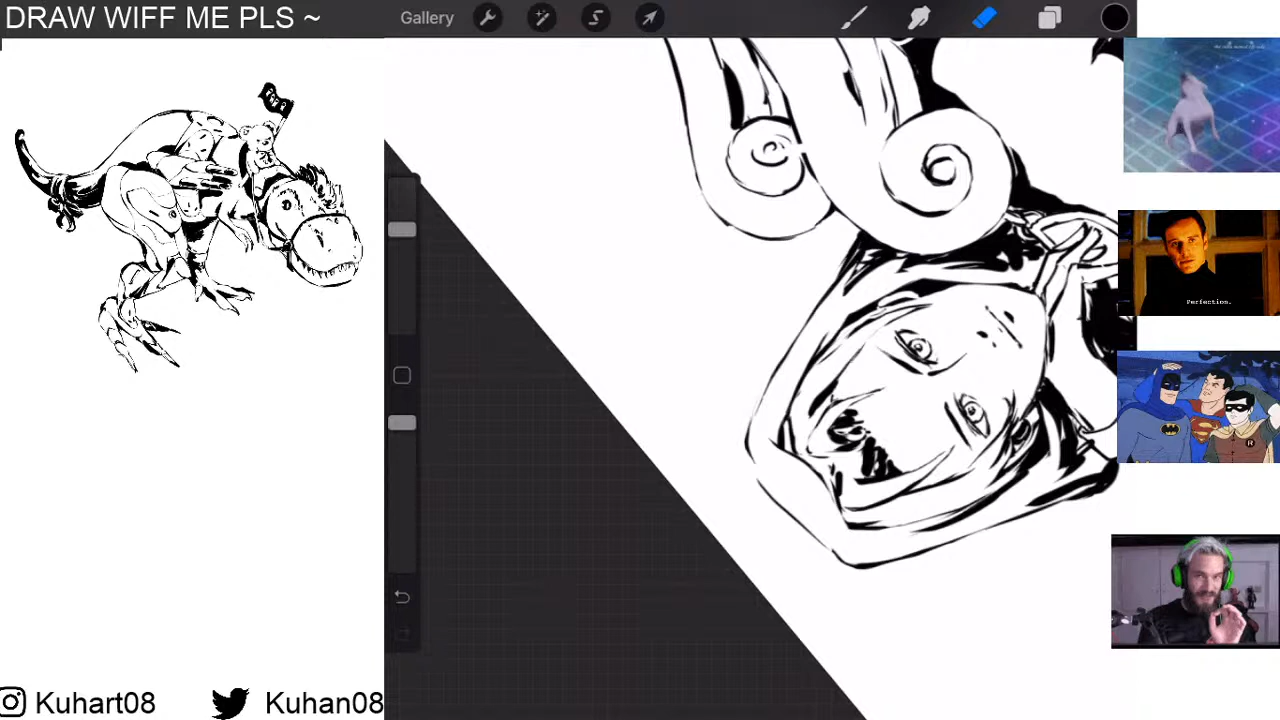 DRAW WIFF ME PLS ~
Gallery
Perfection.
Kuhart08
Kuhan08